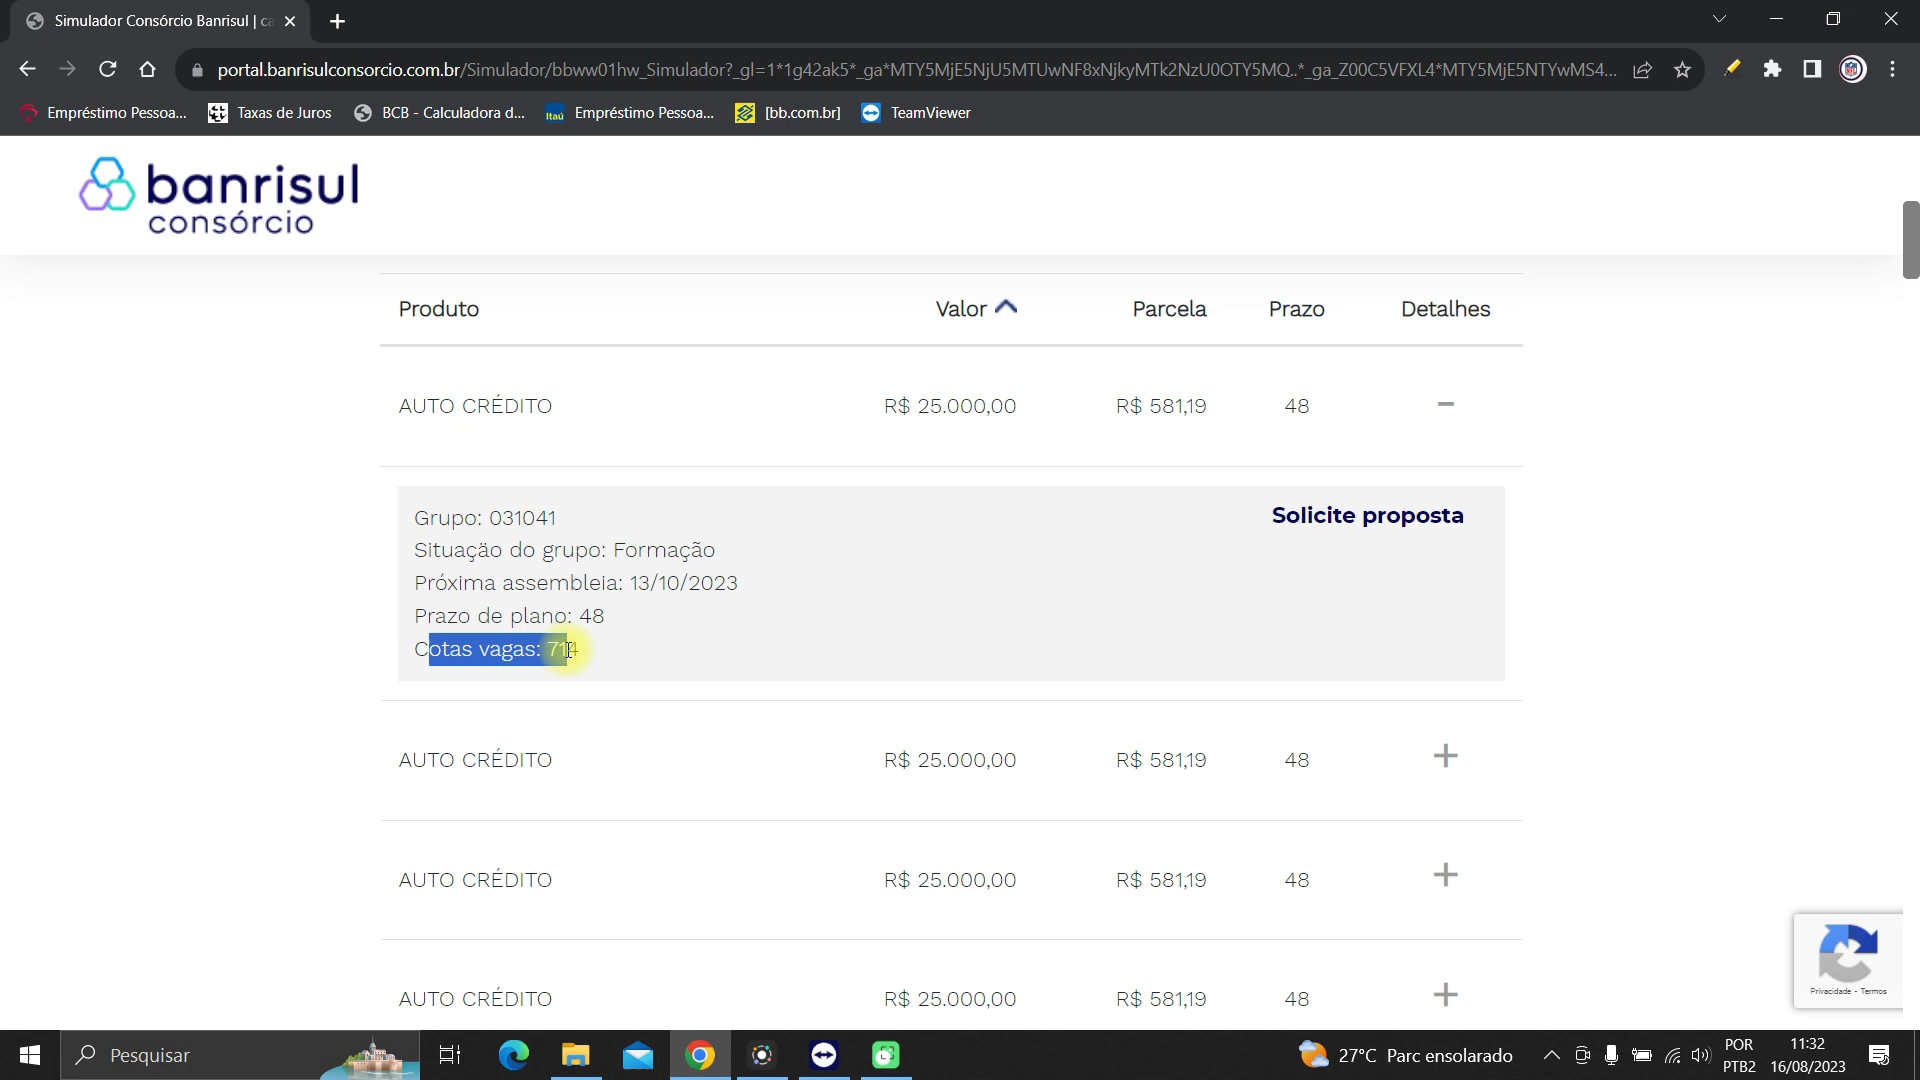 Simulador Consórcio Banrisul | ca
portal.banrisulconsorcio.com.br/Simulador/bbww01hw_Simulador?_gl=1*1g42ak5*_ga*MTY5MjE5NjU5MTUwNF8xNjkyMTk2NzU0OTY5MQ..*_ga_Z00C5VFXL4*MTY5MjE5NTYwMS4...
Empréstimo Pessoa... Taxas de Juros BCB - Calculadora d... Itaú Empréstimo Pessoa... [bb.com.br] TeamViewer
banrisul
consórcio
Produto Valor Parcela Prazo Detalhes
AUTO CRÉDITO R$ 25.000,00 R$ 581,19 48 -
Grupo: 031041 Solicite proposta
Situaçäo do grupo: Formação
Próxima assembleia: 13/10/2023
Prazo de plano: 48
Cotas vagas: 714
AUTO CRÉDITO R$ 25.000,00 R$ 581,19 48 +
AUTO CRÉDITO R$ 25.000,00 R$ 581,19 48 +
AUTO CRÉDITO R$ 25.000,00 R$ 581,19 48 +
Privacidade - Termos
Pesquisar 27°C Parc ensolarado POR 11:32
PTB2 16/08/2023